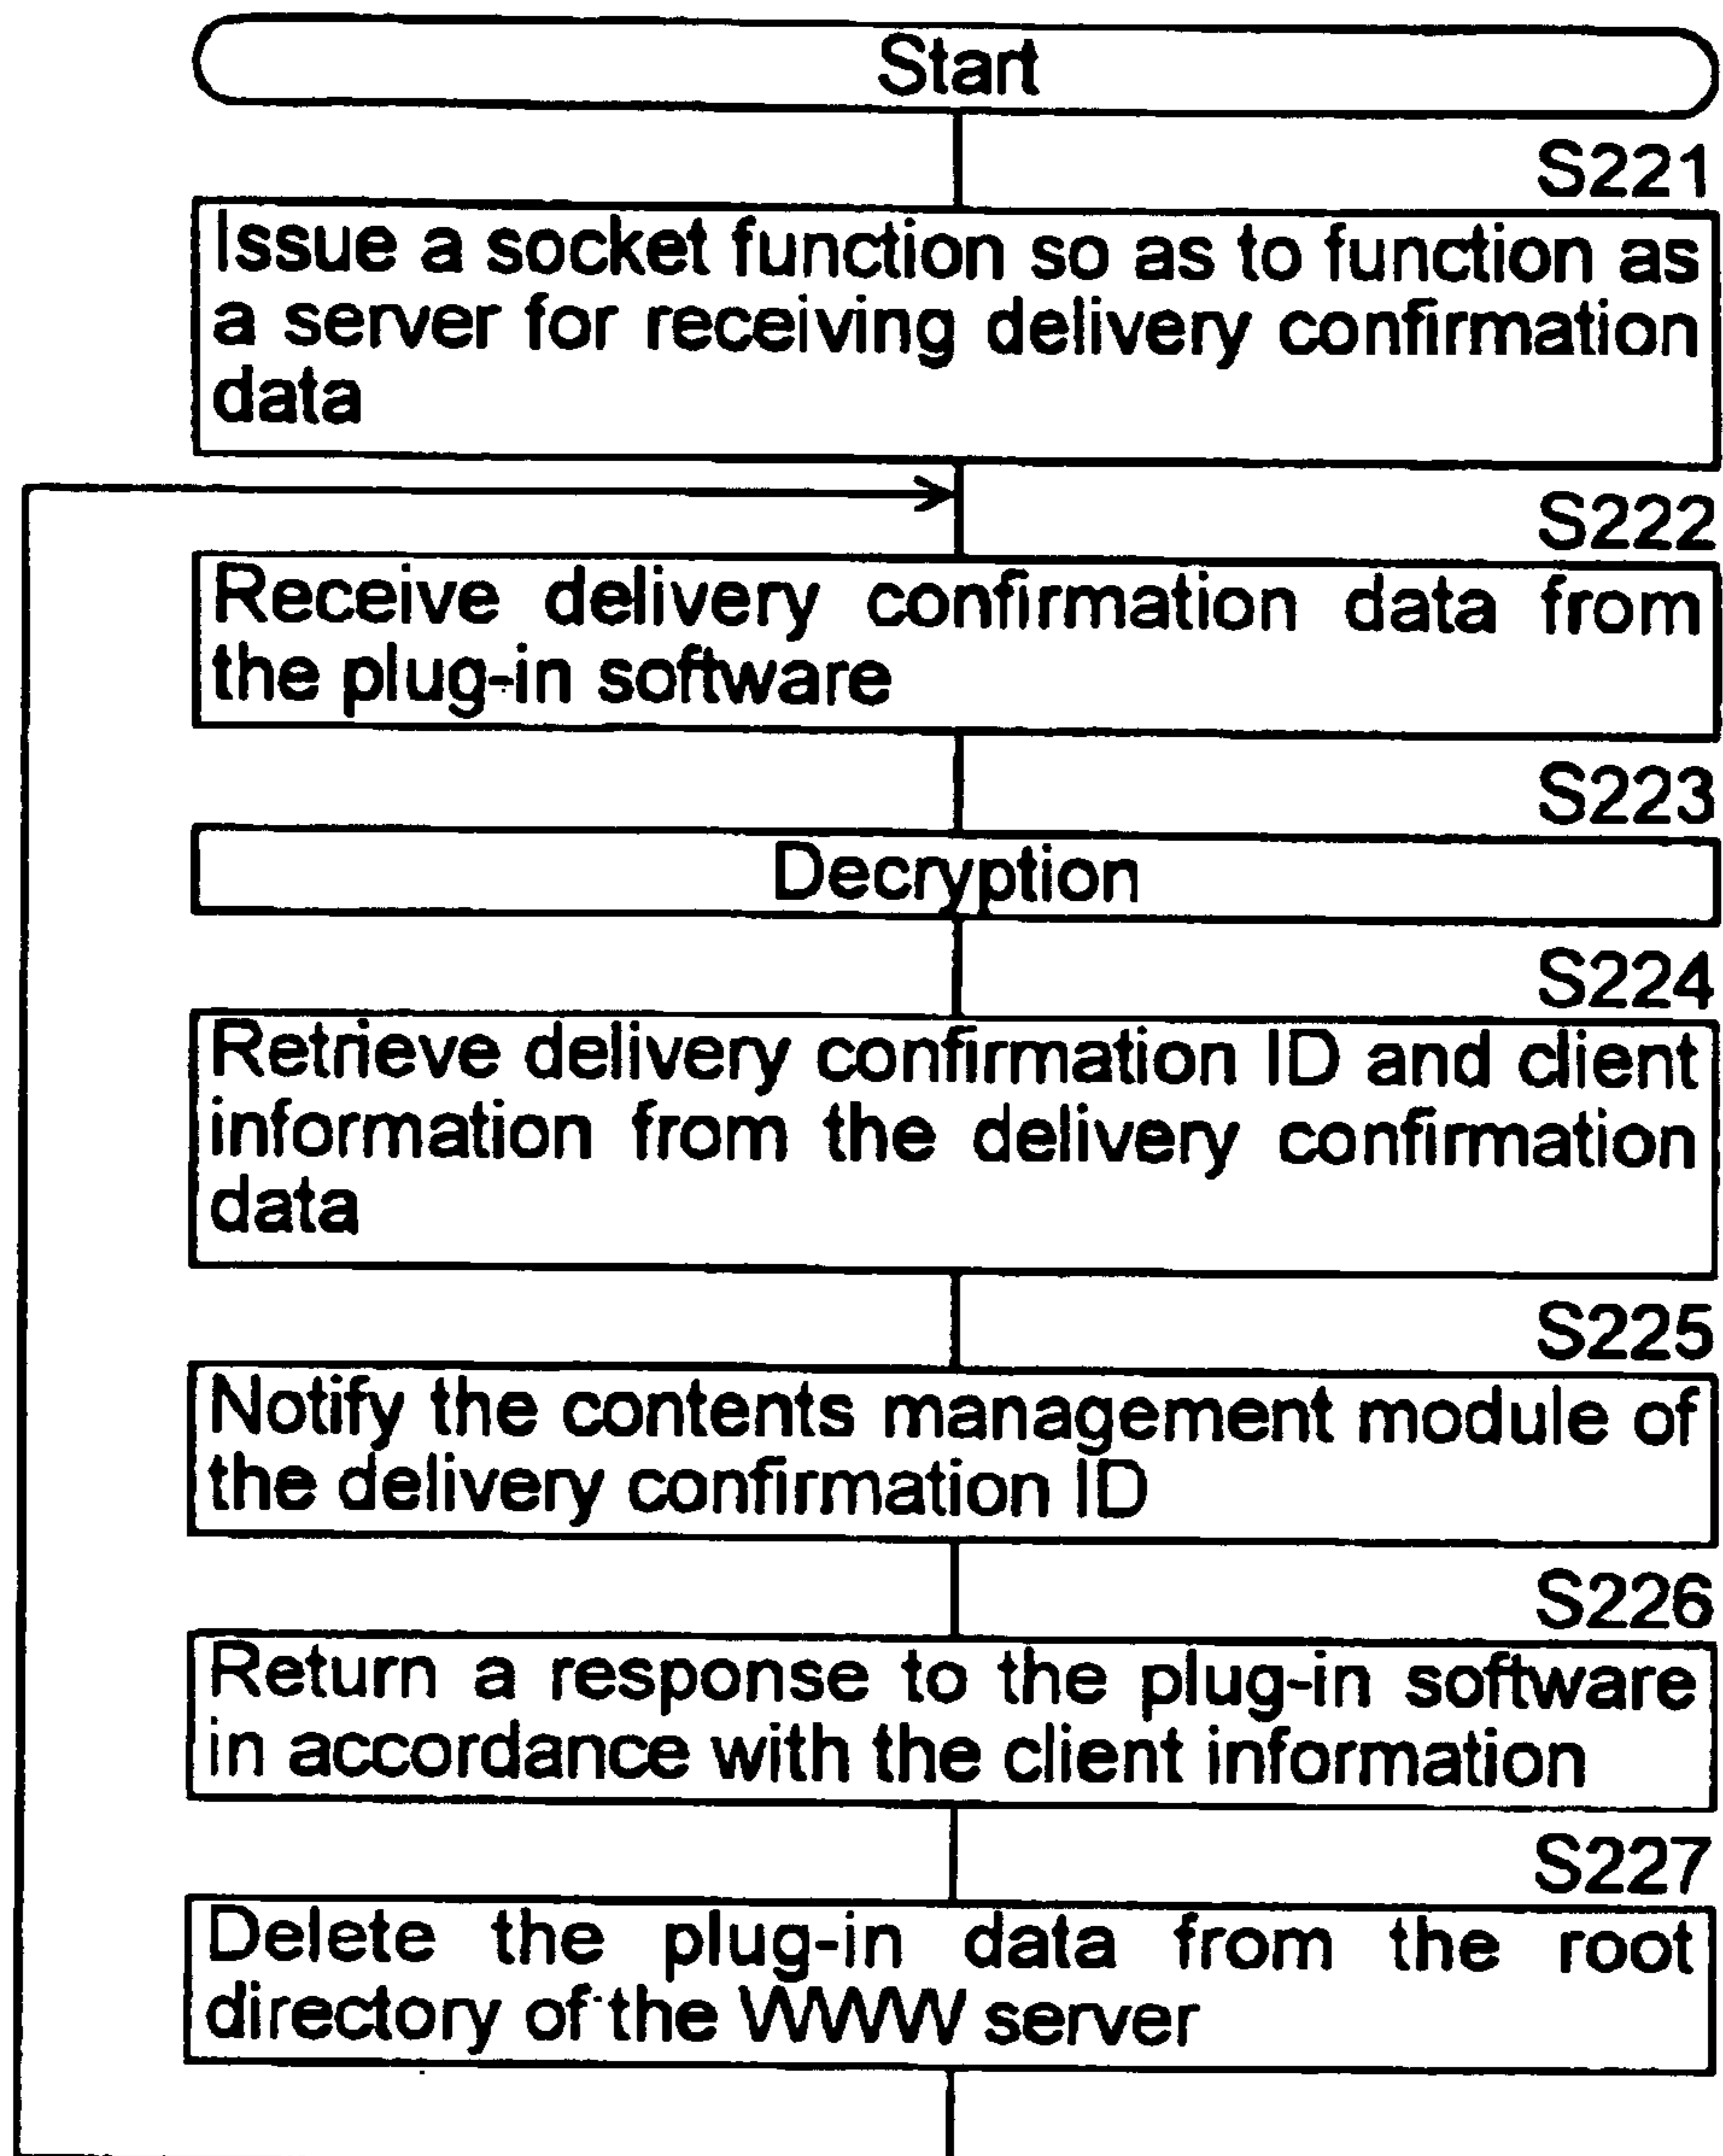 Start
S221
Issue a socket function so as to function as
a server for receiving delivery confirmation
data
S222
Receive delivery confirmation data from
the plug-in software
S223
Decryption
S224
Retrieve delivery confirmation ID and client
information from the delivery confirmation
data
S225
Notify the contents management module of
the delivery confirmation ID
S226
Return a response to the plug-in software
in accordance with the client information
S227
Delete the plug-in data from the root
directory of the WWW server